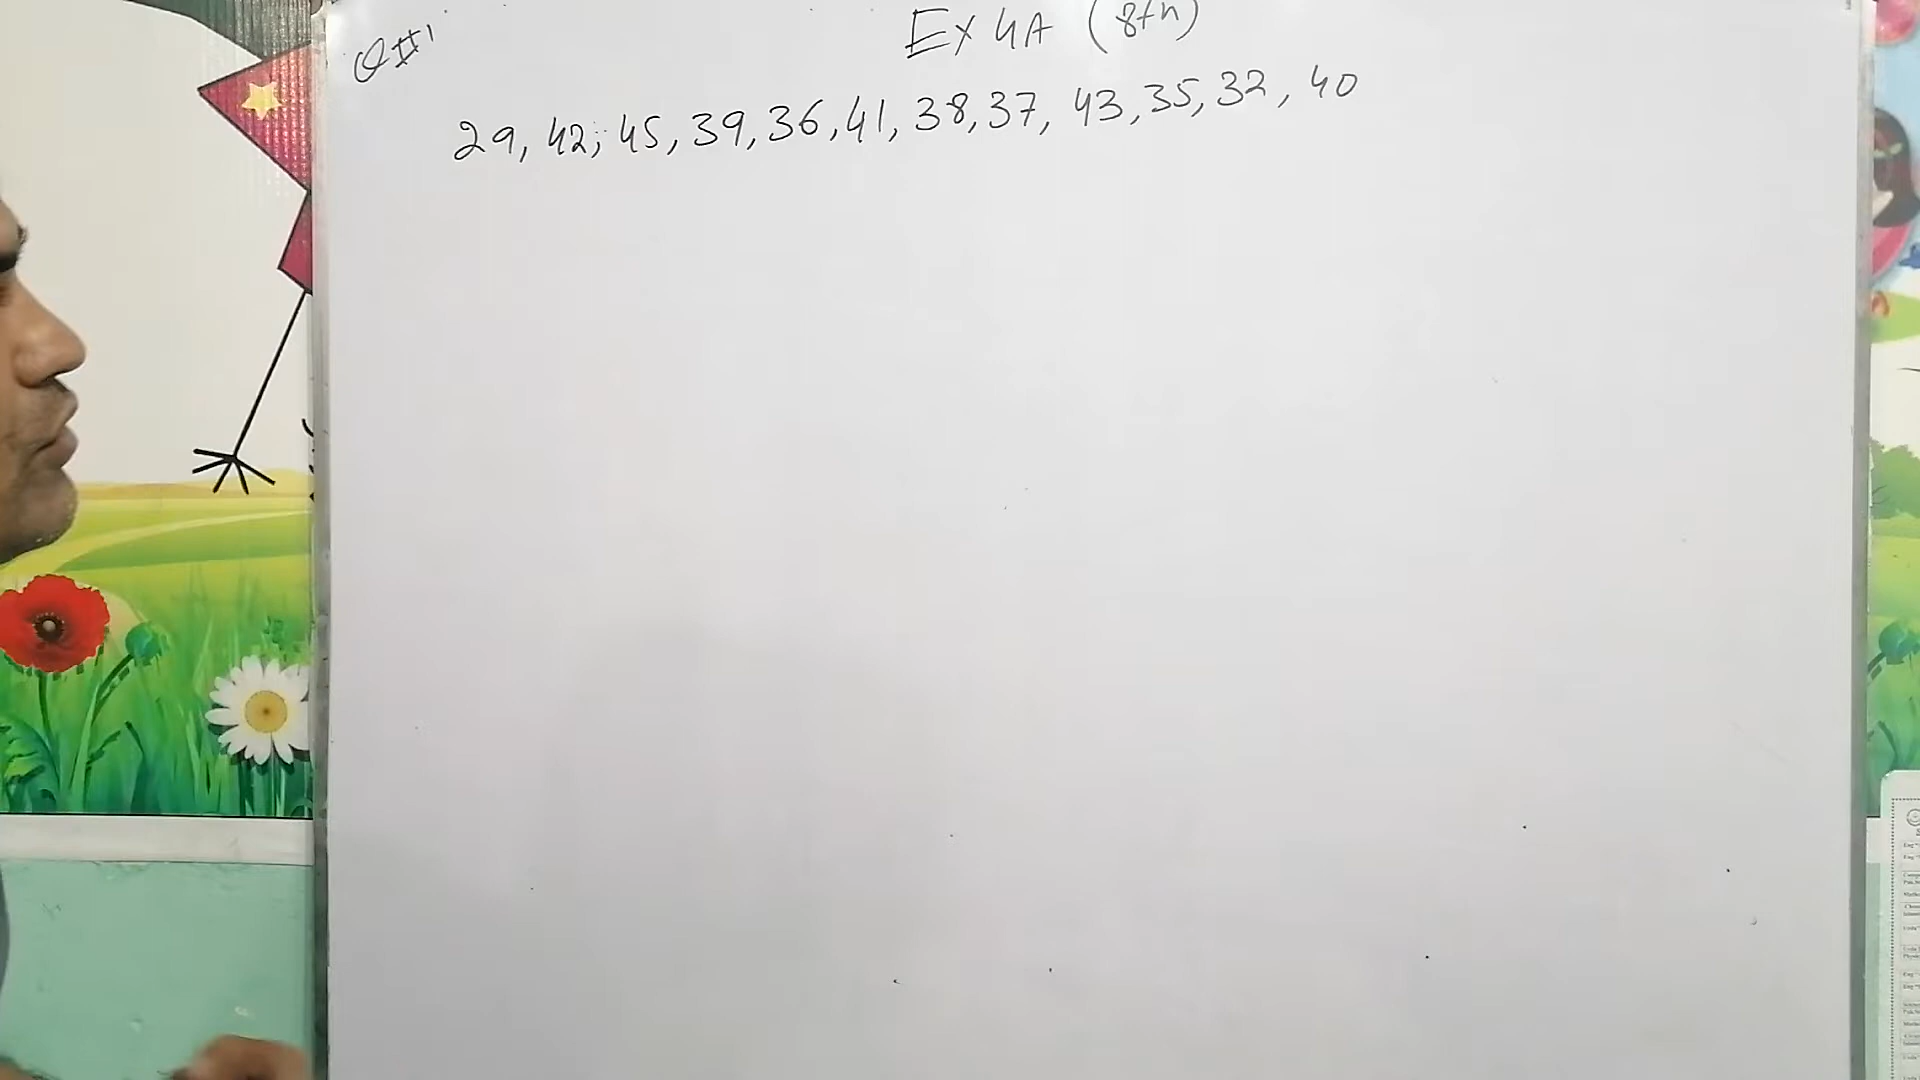 Ex 4A (8th)
Q#1
29, 42, 45, 39, 36, 41, 38, 37, 43, 35, 32, 40